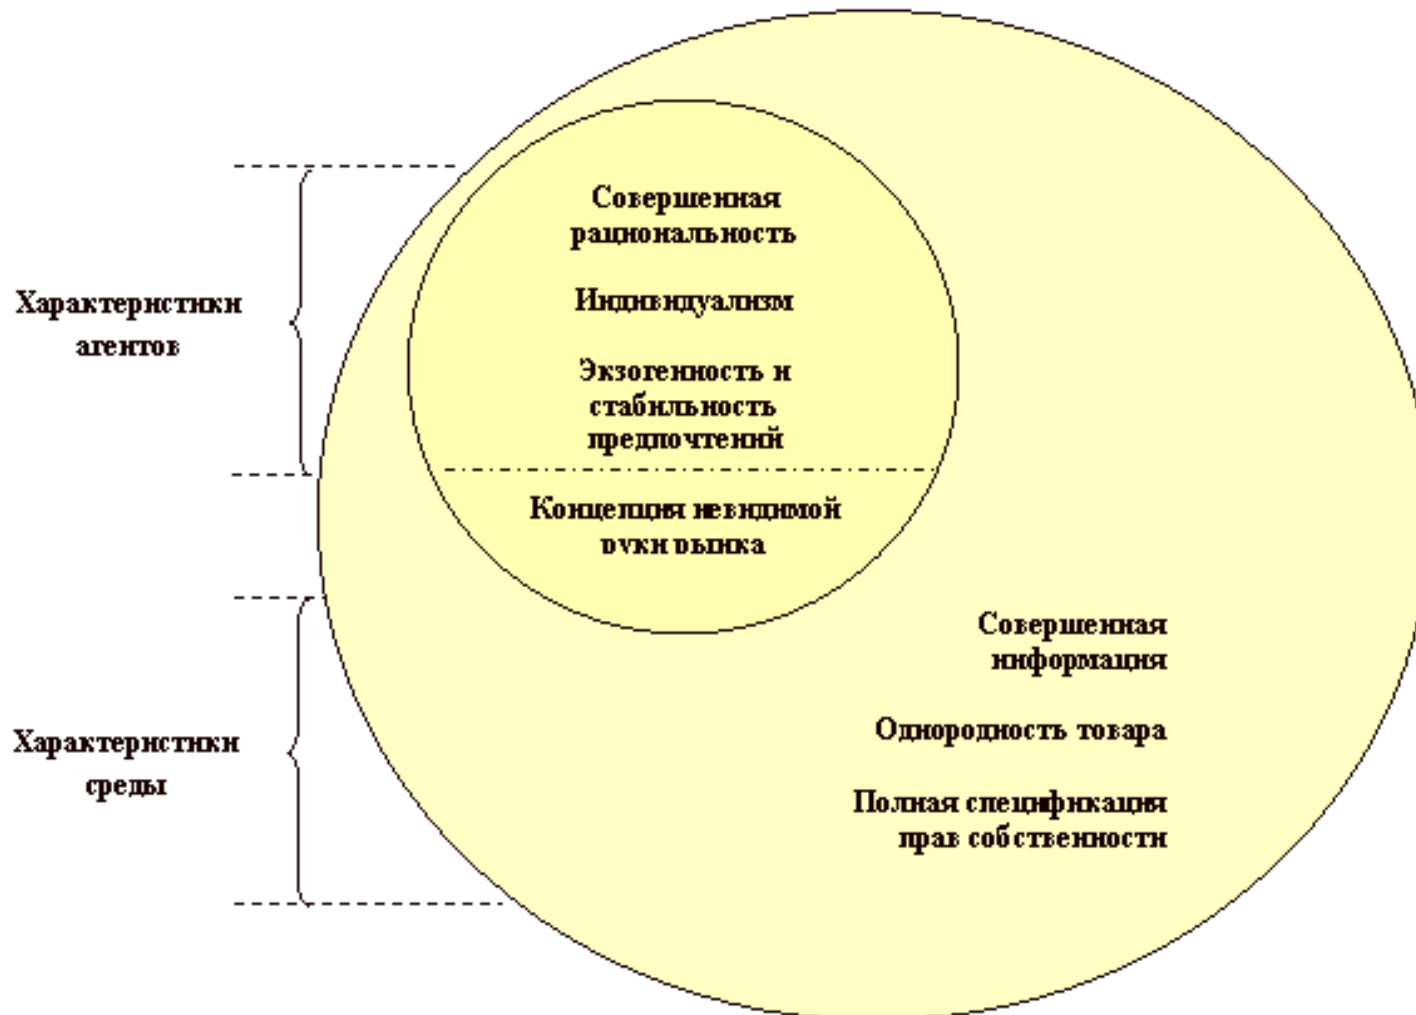 Совершенная
рациональность
Индивидуализм
Экзогенность и
стабильность
предпочтений
Концепция невидимой
руки рынка
Характеристики
агентов
Совершенная
информация
Однородность товара
Полная спецификация
прав собственности
Характеристики
среды